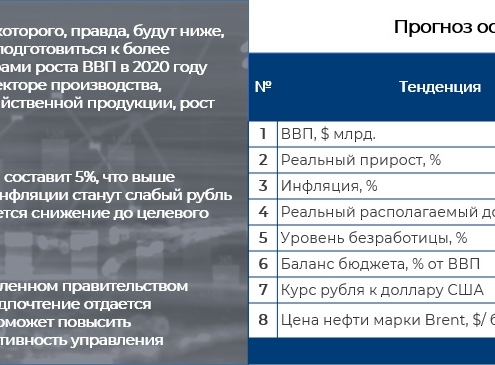 которого, правда, будут ниже,
подготовиться к более
рами роста ВВП в 2020 году
екторе производства,
йственной продукции, рост
составит 5%, что выше
нфляции станут слабый рубль
ется снижение до целевого
ленном правительством
дпочтение отдается
оможет повысить
тивность управления
Прогноз ос
№ Тенденция
1 ВВП, $ млрд.
2 Реальный прирост, %
3 Инфляция, %
4 Реальный располагаемый до
5 Уровень безработицы, %
6 Баланс бюджета, % от ВВП
7 Курс рубля к доллару США
8 Цена нефти марки Brent, $/ б